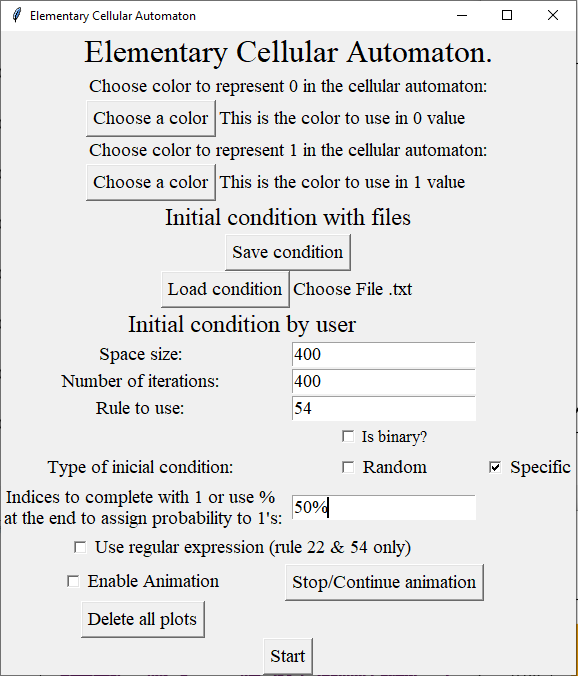 Elementary Cellular Automaton
Elementary Cellular Automaton.
Choose color to represent 0 in the cellular automaton:
Choose a color This is the color to use in 0 value
Choose color to represent 1 in the cellular automaton:
Choose a color This is the color to use in 1 value
Initial condition with files
Save condition
Load condition Choose File .txt
Initial condition by user
Space size: 400
Number of iterations: 400
Rule to use: 54
Is binary?
Type of inicial condition: Random Specific
Indices to complete with 1 or use %
at the end to assign probability to 1's: 50%
Use regular expression (rule 22 & 54 only)
Enable Animation Stop/Continue animation
Delete all plots
Start